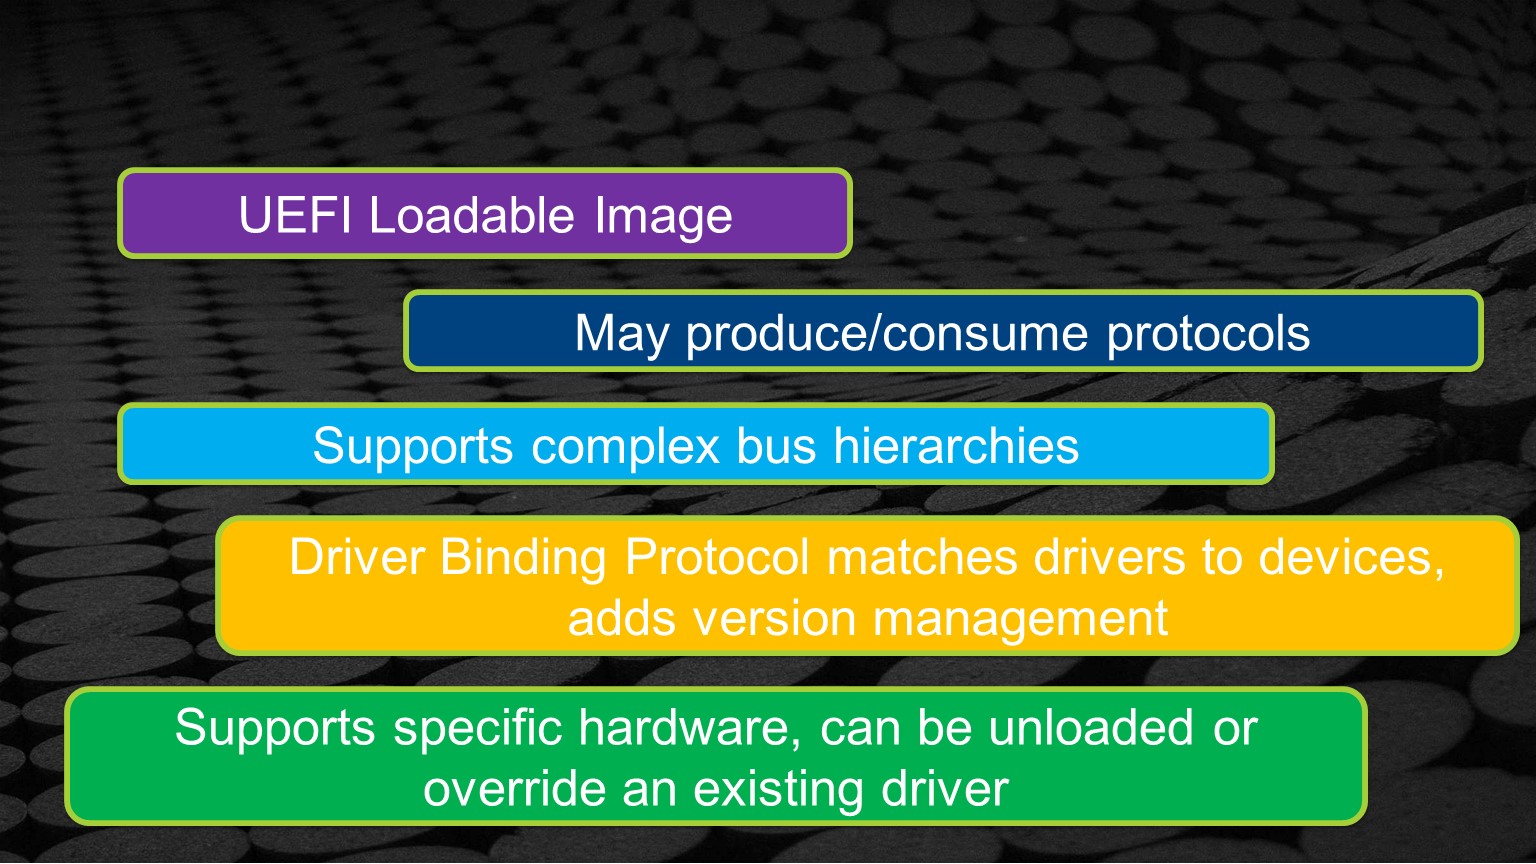 UEFI Loadable Image
May produce/consume protocols
Supports complex bus hierarchies
Driver Binding Protocol matches drivers to devices,
adds version management
Supports specific hardware, can be unloaded or
override an existing driver